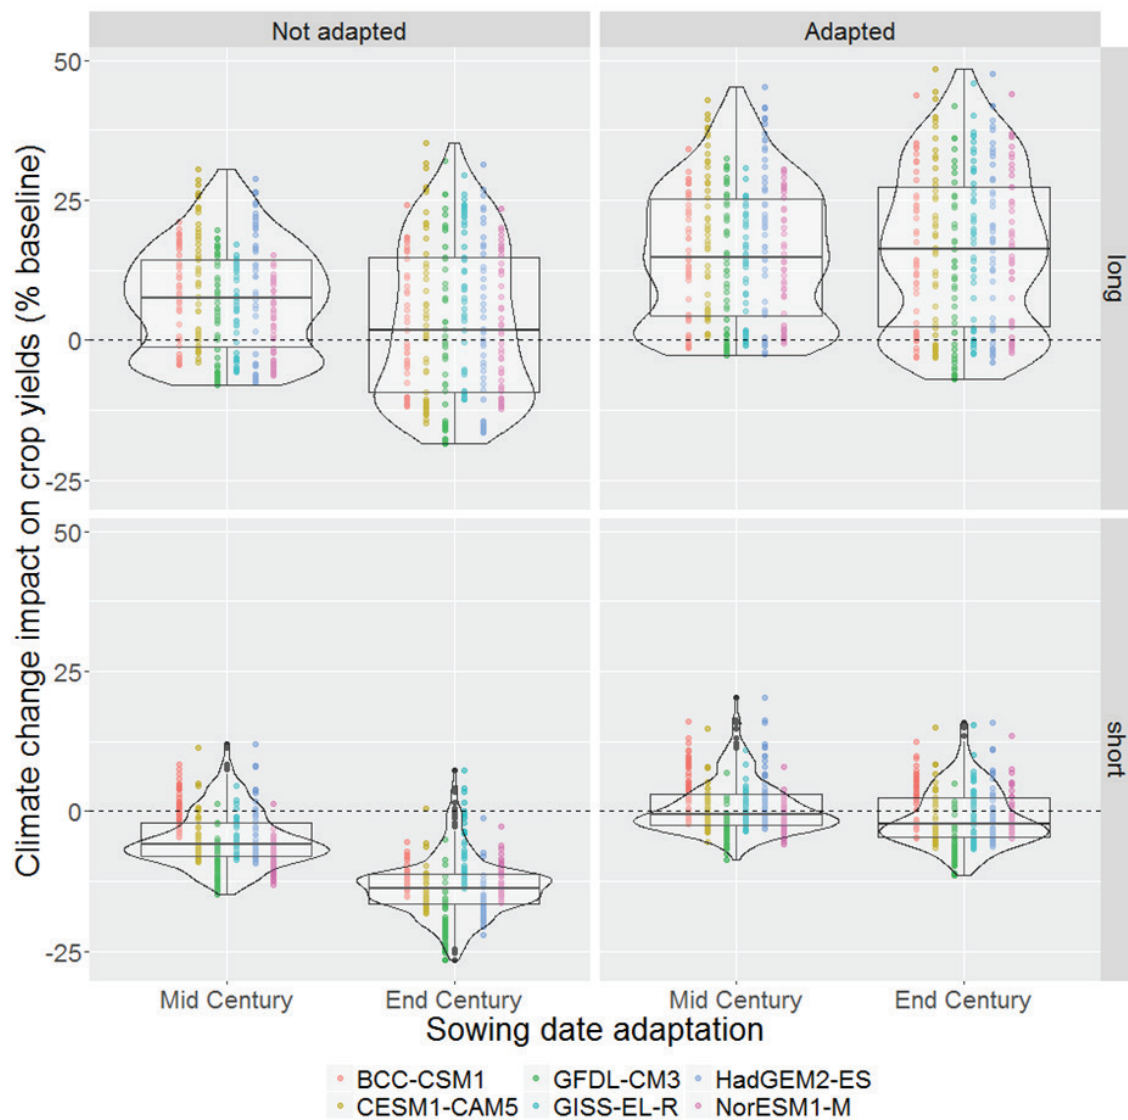 Not adapted
Adapted
Climate change impact on crop yields (% baseline)
50
25
0
-25
long
50
25
0
-25
short
Mid Century
End Century
Mid Century
End Century
Sowing date adaptation
BCC-CSM1
GFDL-CM3
HadGEM2-ES
CESM1-CAM5
GISS-EL-R
NorESM1-M